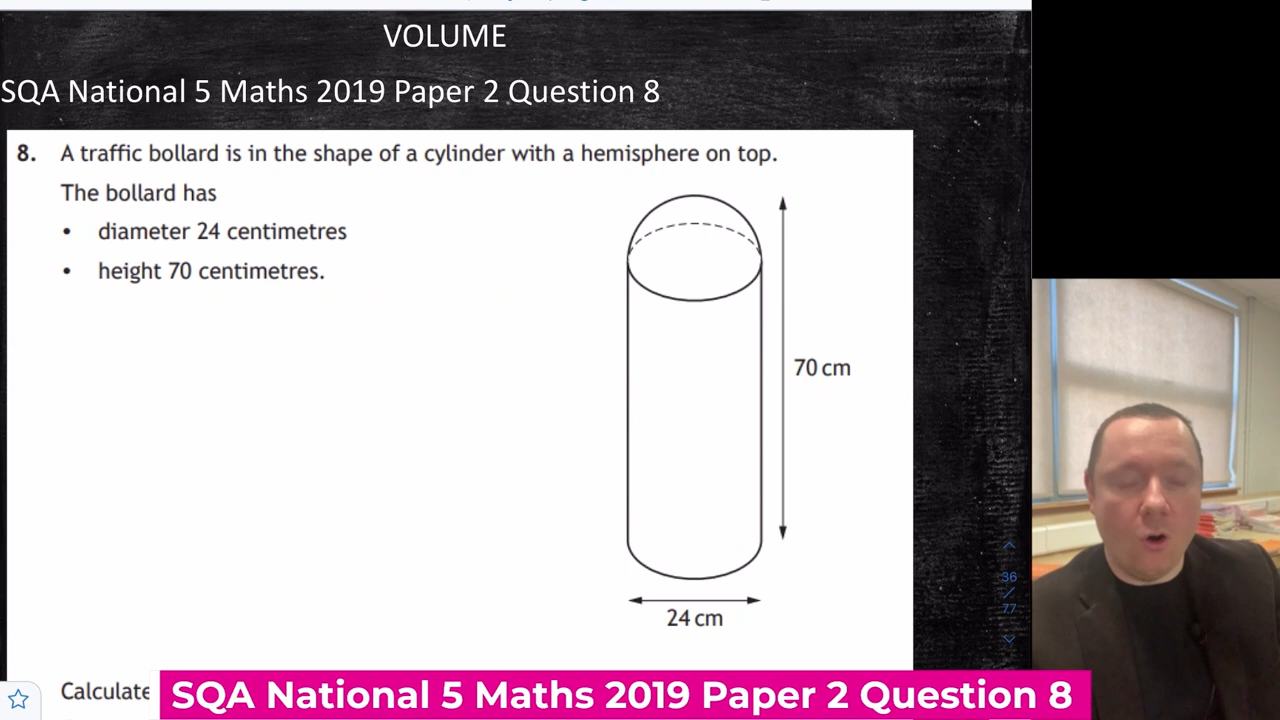 VOLUME
SQA National 5 Maths 2019 Paper 2 Question 8
8. A traffic bollard is in the shape of a cylinder with a hemisphere on top.
The bollard has
• diameter 24 centimetres
• height 70 centimetres.
70 cm
24 cm
36
/
77
Calculate
SQA National 5 Maths 2019 Paper 2 Question 8